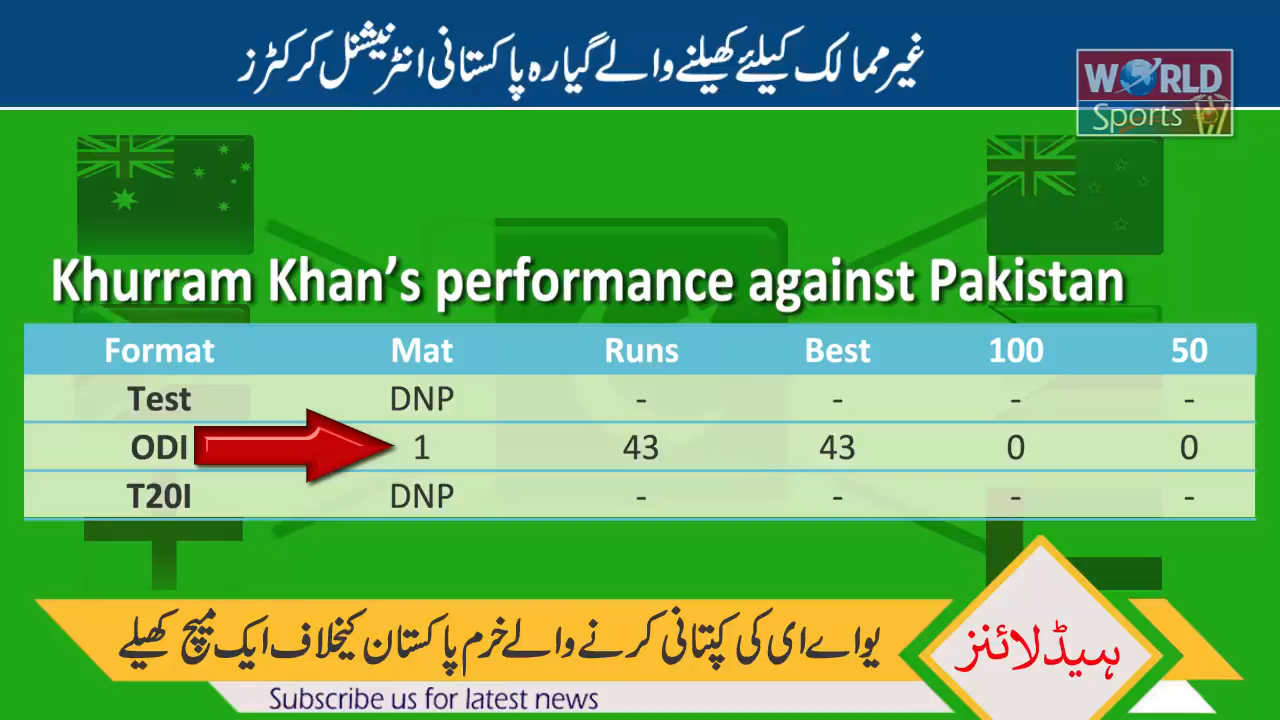 غیر ممالک کیلئے کھیلنے والے گیارہ پاکستانی انٹرنیشنل کرکٹرز
WORLD
Sports
Khurram Khan's performance against Pakistan
Format Mat Runs Best 100 50
Test DNP - - - -
ODI 1 43 43 0 0
T20I DNP - - - -
یو اے ای کی کپتانی کرنے والے خرم پاکستان کیخلاف ایک میچ کھیلے
ہیڈلائنز
Subscribe us for latest news